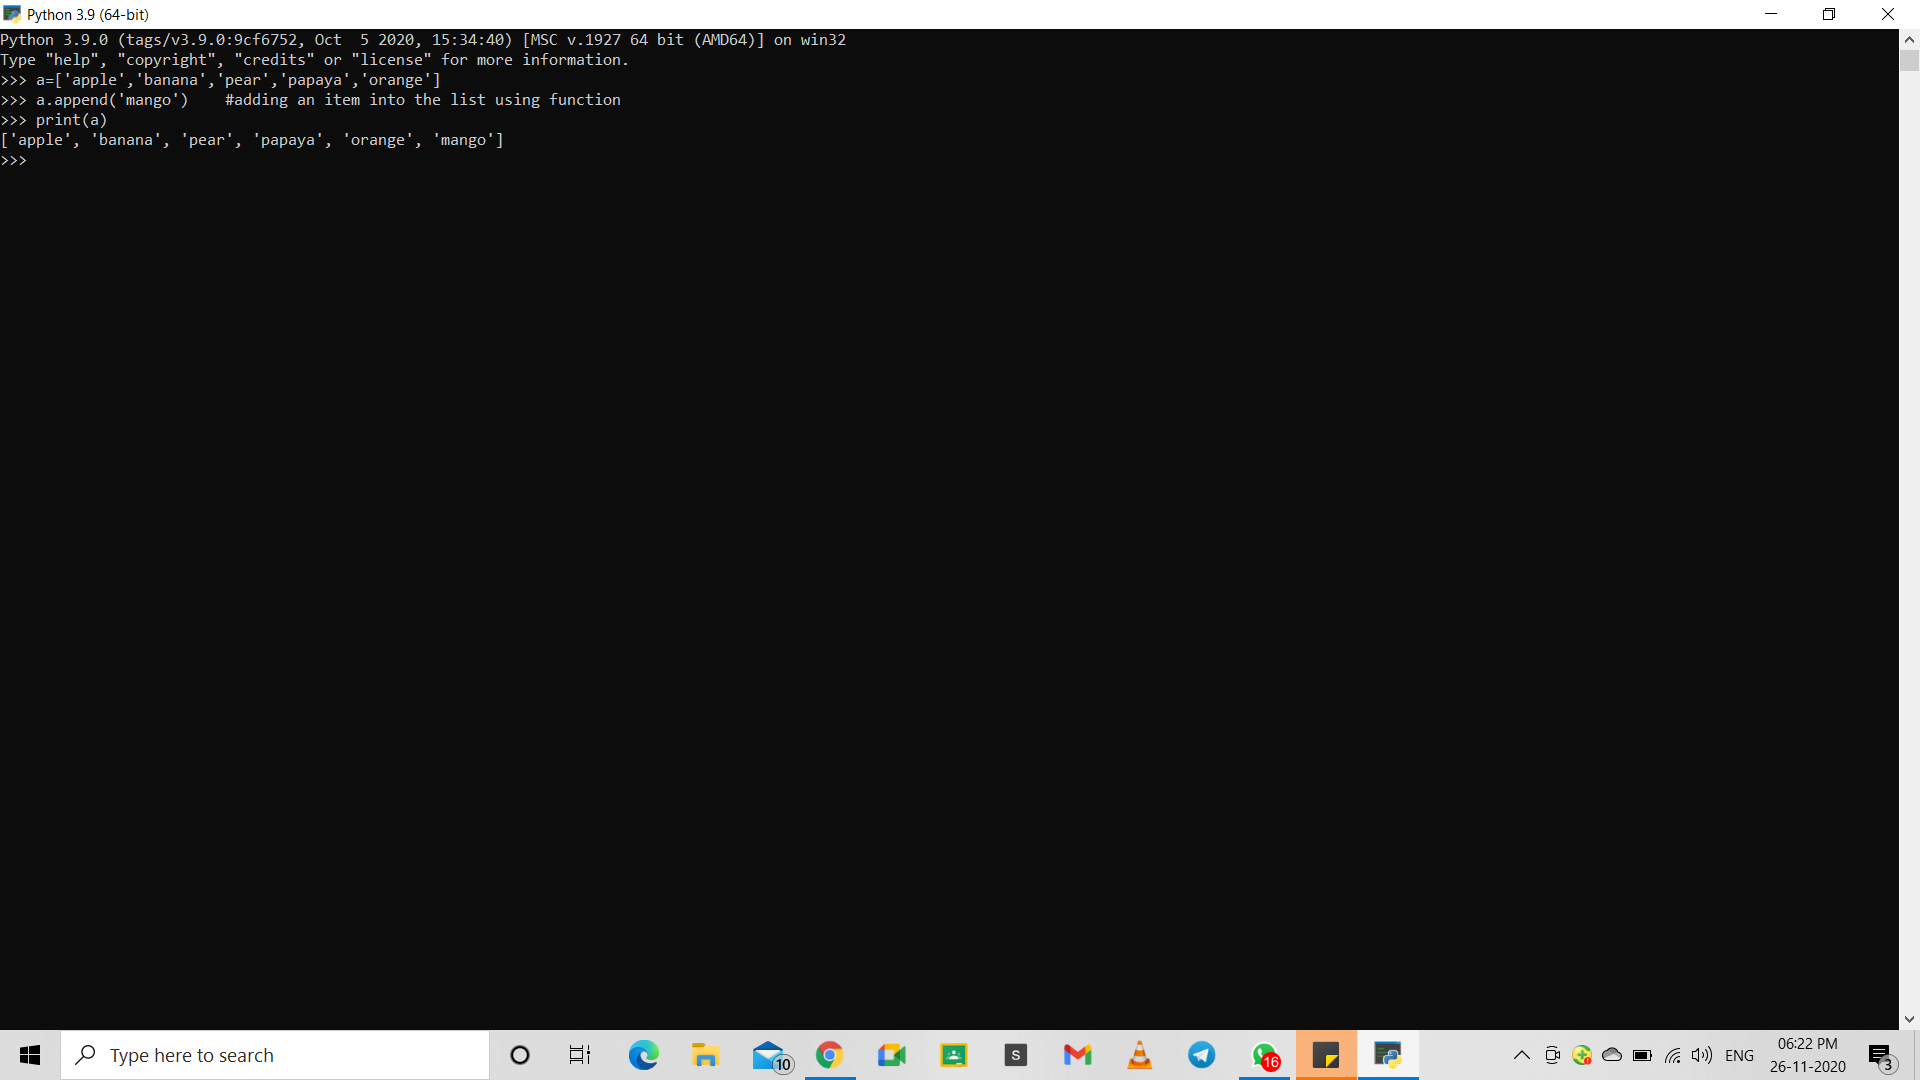 Python 3.9 (64-bit)
Python 3.9.0 (tags/v3.9.0:9cf6752, Oct  5 2020, 15:34:40) [MSC v.1927 64 bit (AMD64)] on win32
Type "help", "copyright", "credits" or "license" for more information.
>>> a=['apple','banana','pear','papaya','orange']
>>> a.append('mango')    #adding an item into the list using function
>>> print(a)
['apple', 'banana', 'pear', 'papaya', 'orange', 'mango']
>>>
Type here to search
10
S
16
ENG
06:22 PM
26-11-2020
3